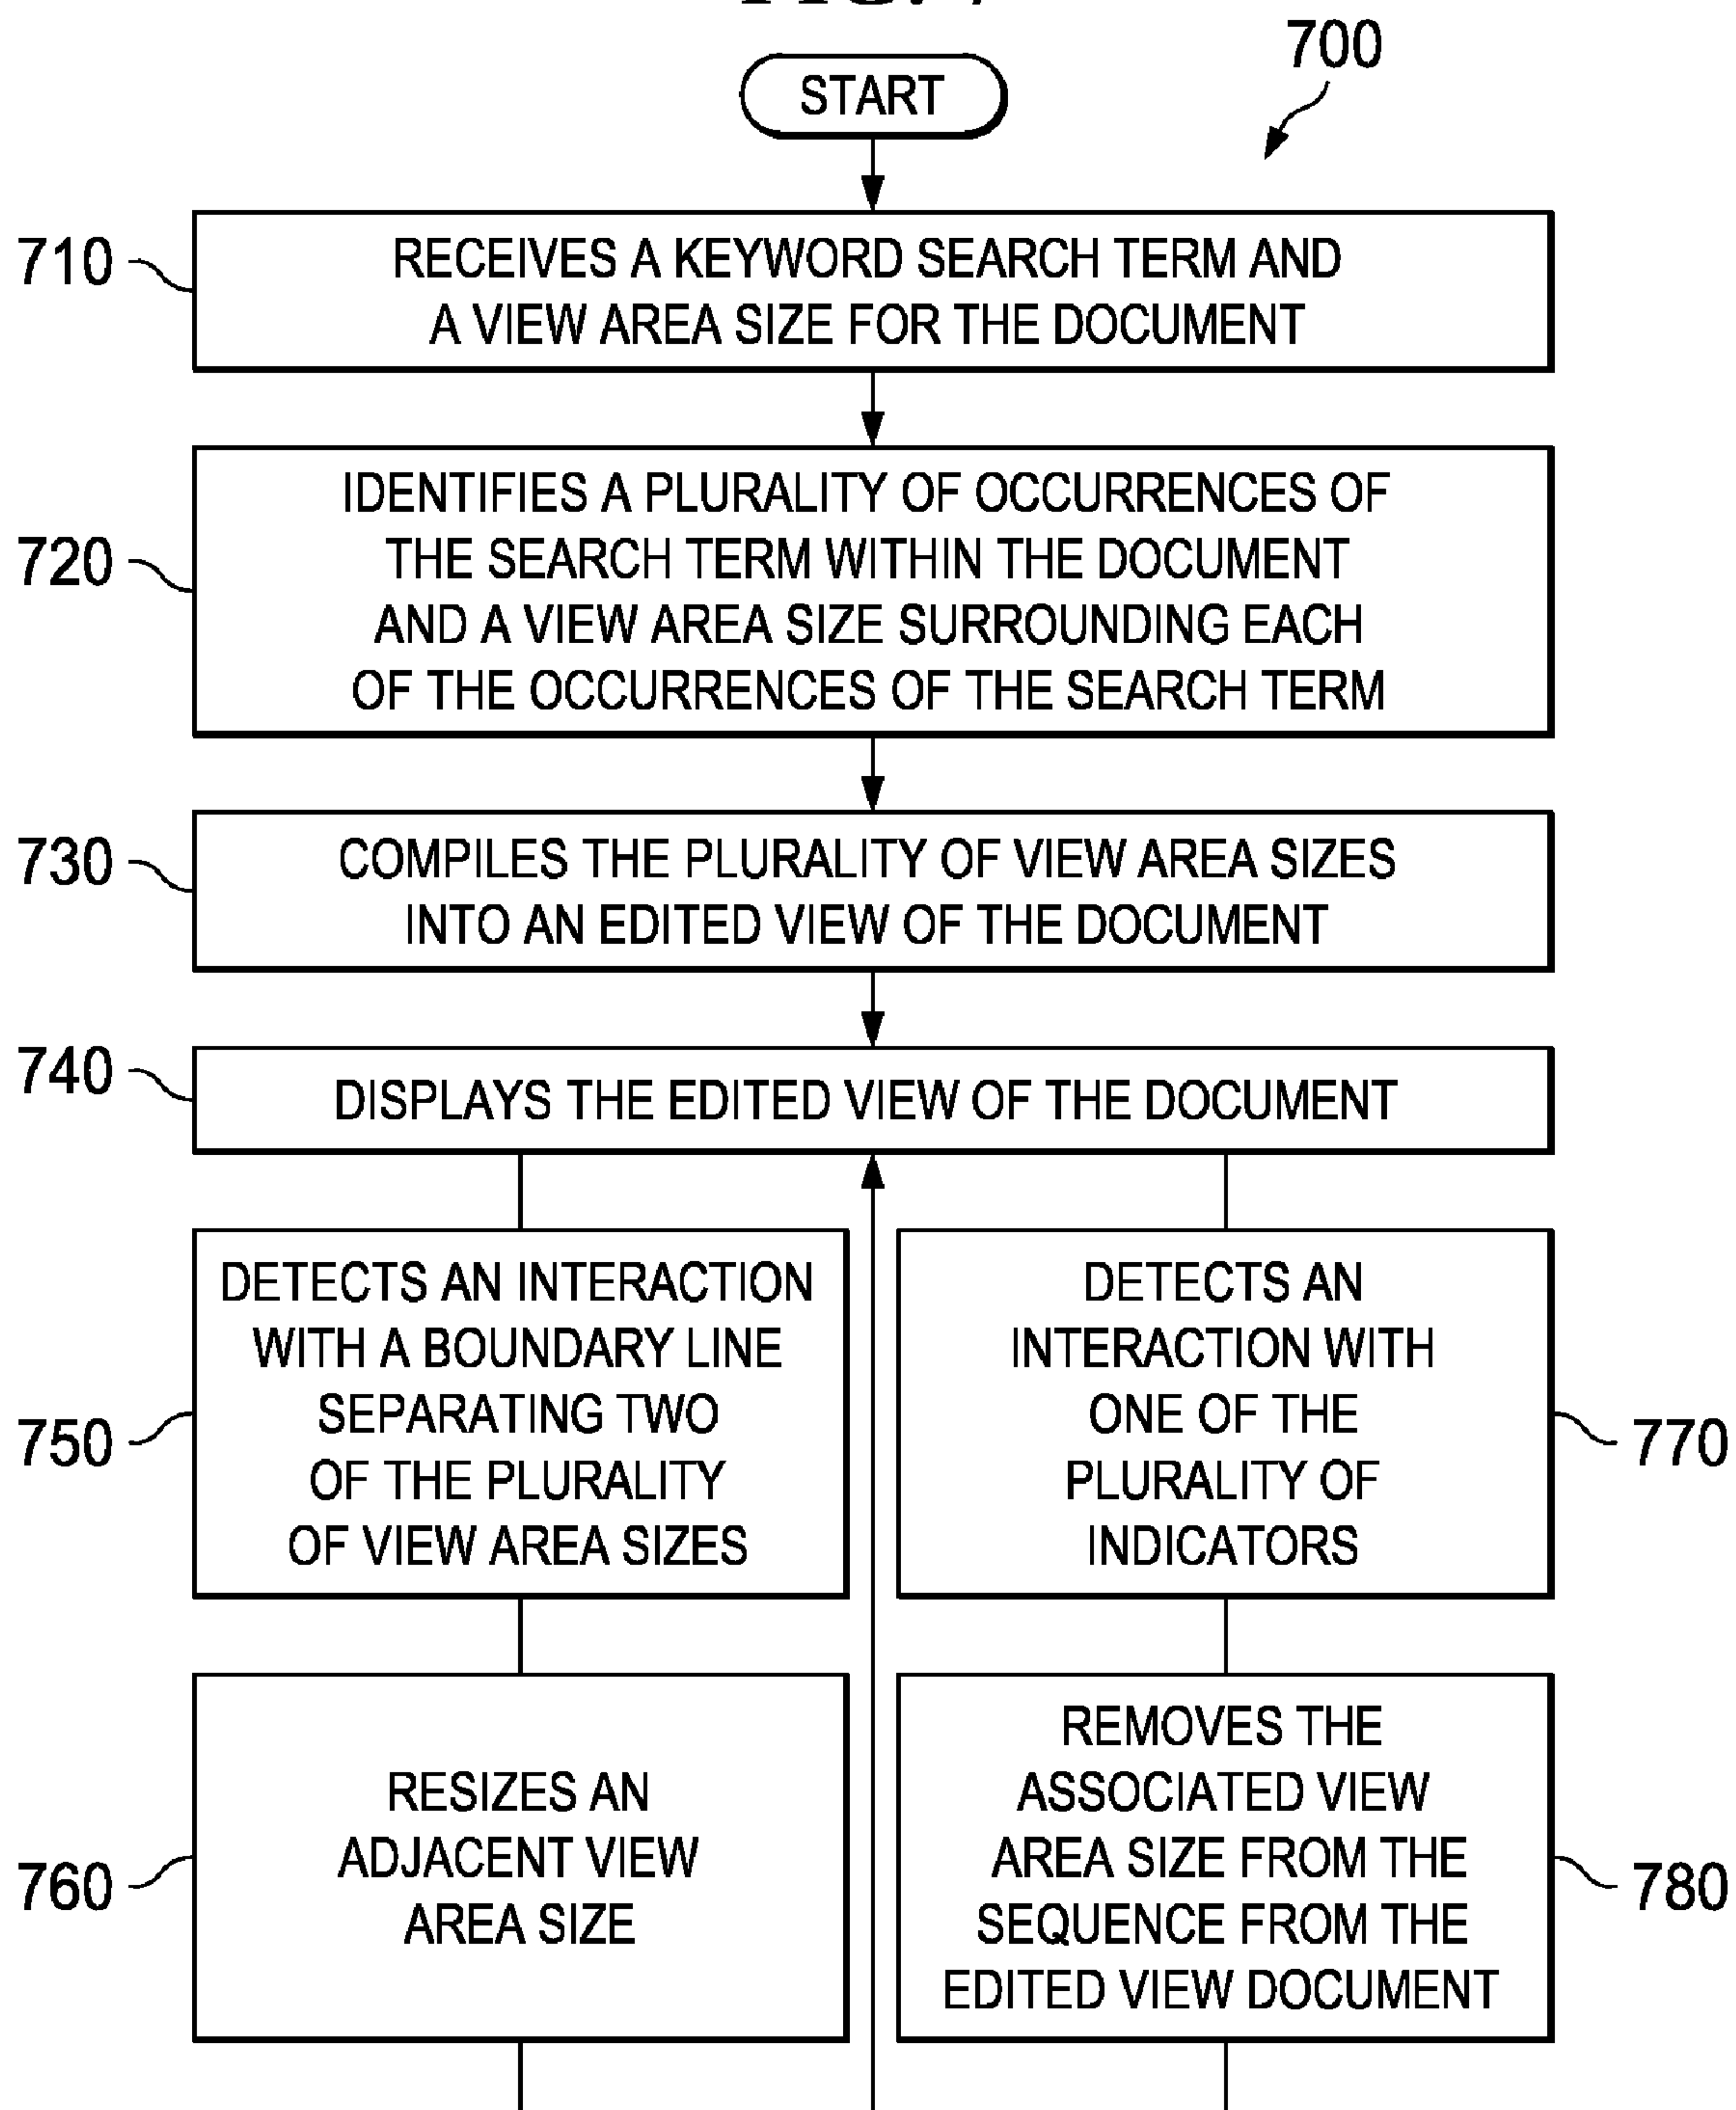 700
START
710
RECEIVES A KEYWORD SEARCH TERM AND
A VIEW AREA SIZE FOR THE DOCUMENT
720
IDENTIFIES A PLURALITY OF OCCURRENCES OF
THE SEARCH TERM WITHIN THE DOCUMENT
AND A VIEW AREA SIZE SURROUNDING EACH
OF THE OCCURRENCES OF THE SEARCH TERM
730
COMPILES THE PLURALITY OF VIEW AREA SIZES
INTO AN EDITED VIEW OF THE DOCUMENT
740
DISPLAYS THE EDITED VIEW OF THE DOCUMENT
750
DETECTS AN INTERACTION
WITH A BOUNDARY LINE
SEPARATING TWO
OF THE PLURALITY
OF VIEW AREA SIZES
DETECTS AN
INTERACTION WITH
ONE OF THE
PLURALITY OF
INDICATORS
770
760
RESIZES AN
ADJACENT VIEW
AREA SIZE
REMOVES THE
ASSOCIATED VIEW
AREA SIZE FROM THE
SEQUENCE FROM THE
EDITED VIEW DOCUMENT
780